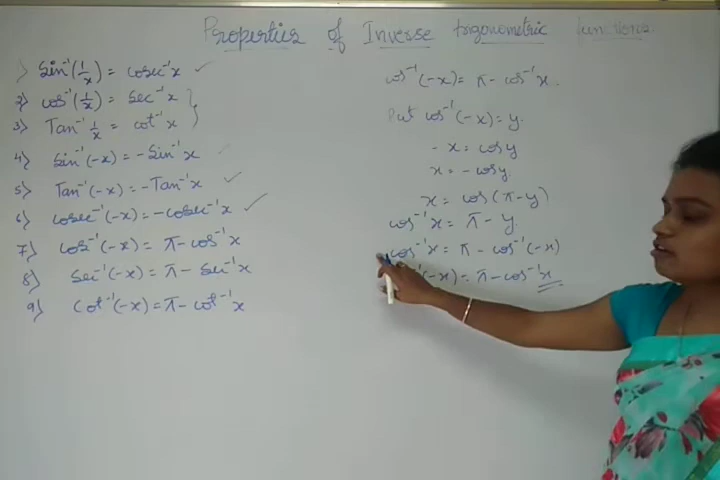 Properties of Inverse trigonometric functions.
1) sin⁻¹(1/x) = cosec⁻¹x ✓
2) cos⁻¹(1/x) = sec⁻¹x
3) Tan⁻¹ 1/x = cot⁻¹x
4) sin⁻¹(-x) = -sin⁻¹x
5) Tan⁻¹(-x) = -Tan⁻¹x ✓
6) cosec⁻¹(-x) = -cosec⁻¹x ✓
7) cos⁻¹(-x) = π - cos⁻¹x
8) sec⁻¹(-x) = π - sec⁻¹x
9) Cot⁻¹(-x) = π - cot⁻¹x
cos⁻¹(-x) = π - cos⁻¹x.
Put cos⁻¹(-x) = y.
-x = cosy
x = -cosy.
x = cos(π-y)
cos⁻¹x = π - y
cos⁻¹x = π - cos⁻¹(-x)
⁻¹(-x) = π - cos⁻¹x